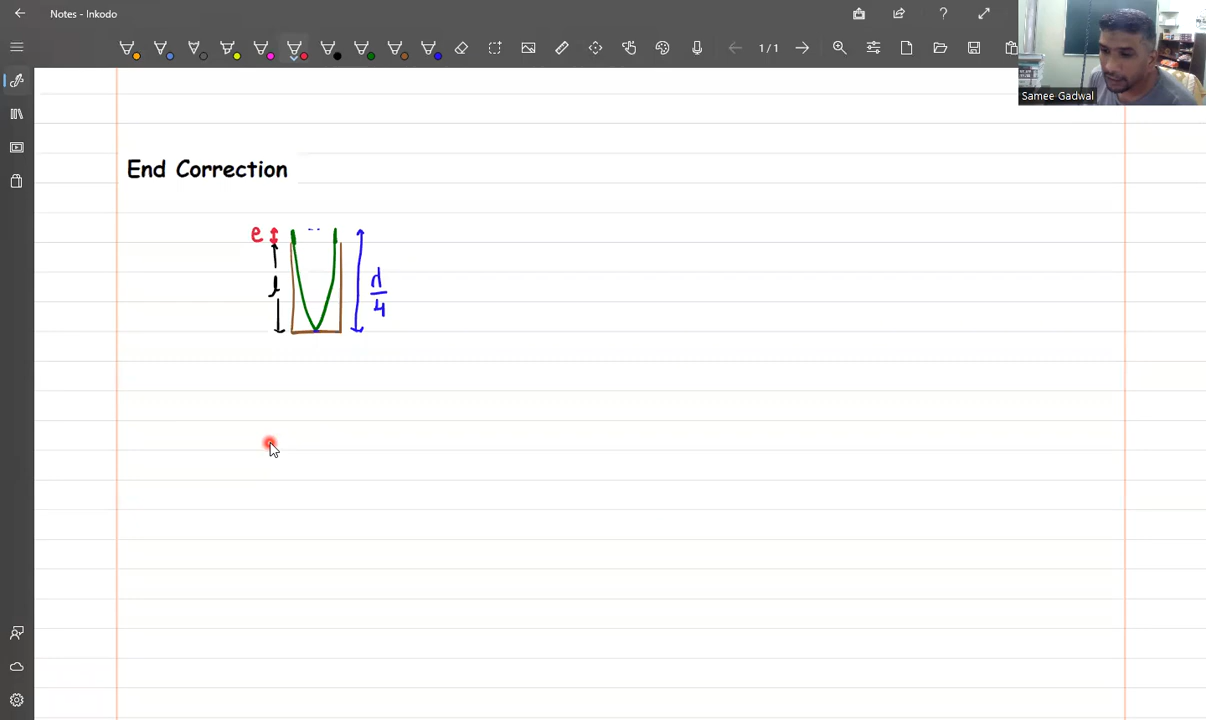 Notes - Inkodo
1/1
Samee Gadwal
End Correction
e
l
λ
4